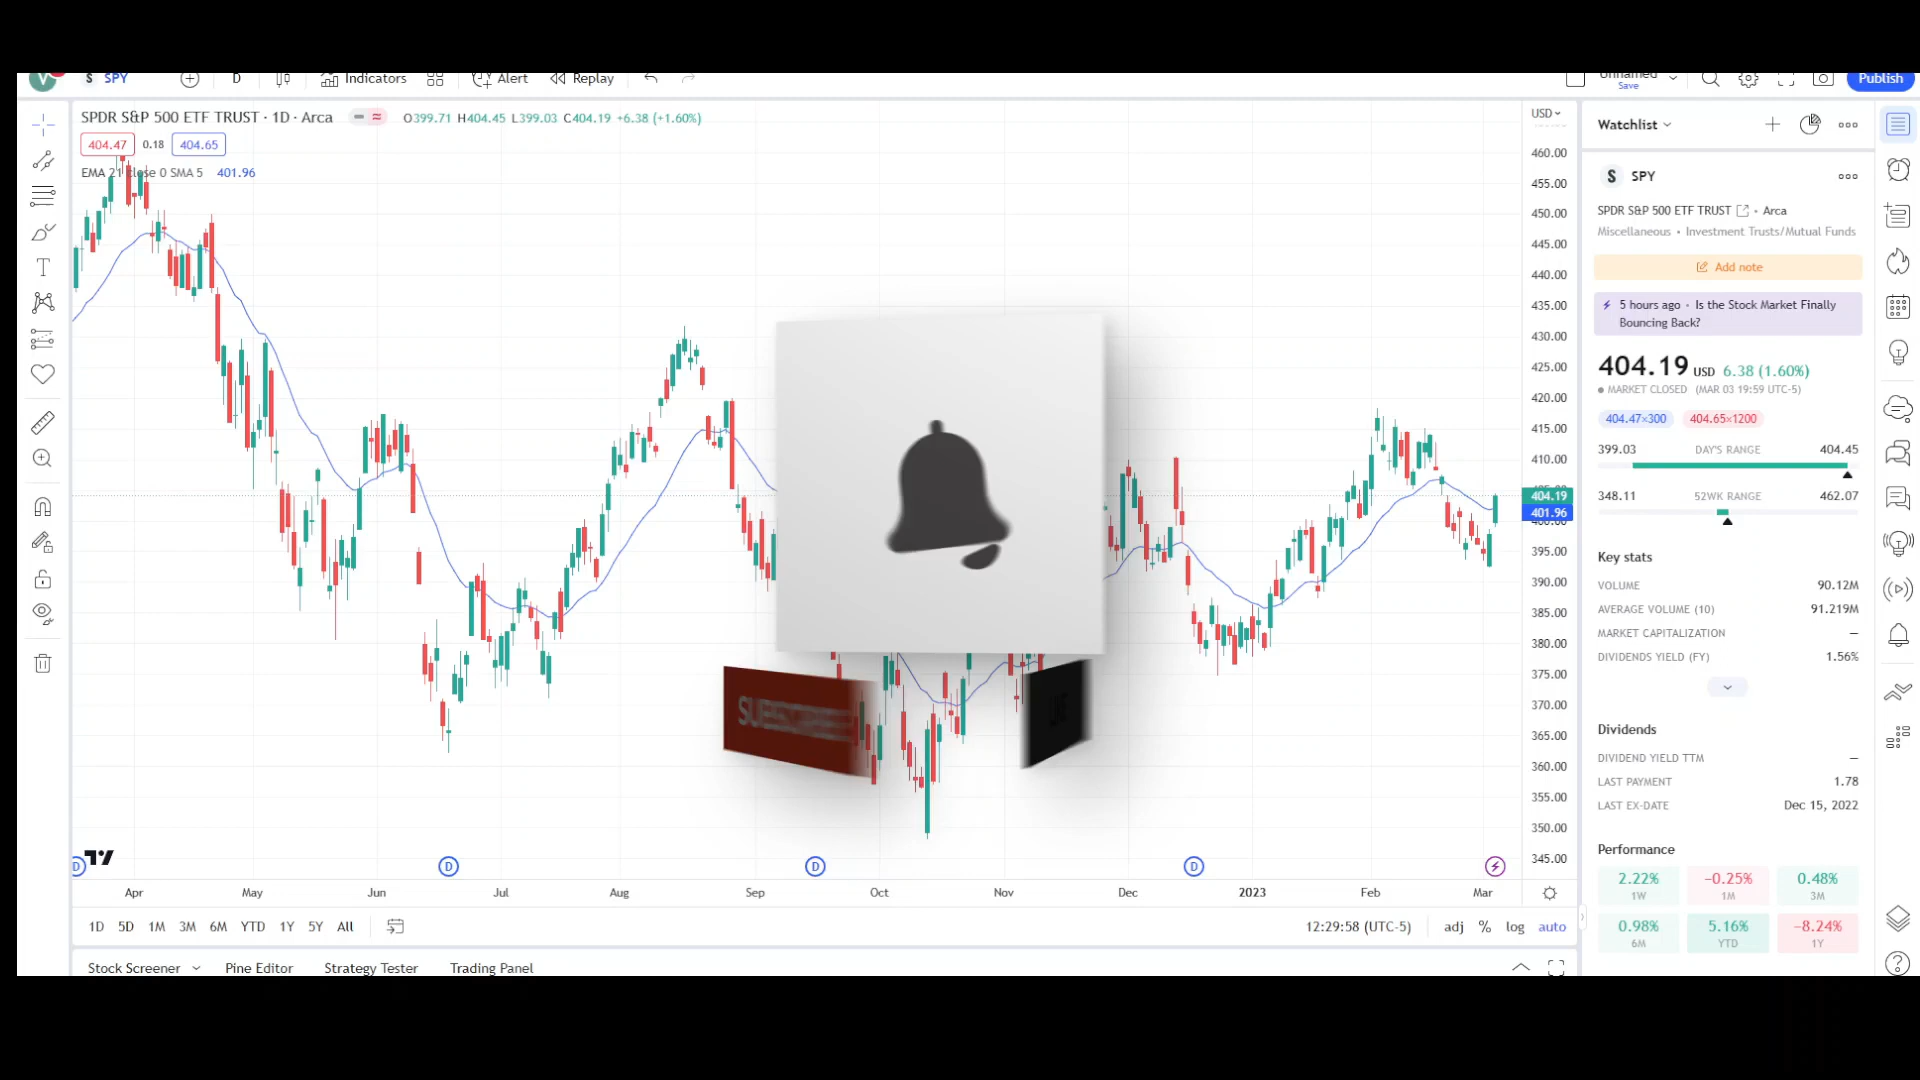 S SPY D Indicators Alert Replay Unnamed Save Publish
SPDR S&P 500 ETF TRUST · 1D · Arca O399.71 H404.45 L399.03 C404.19 +6.38 (+1.60%)
404.47 0.18 404.65
EMA 21 close 0 SMA 5 401.96
USD
460.00
455.00
450.00
445.00
440.00
435.00
430.00
425.00
420.00
415.00
410.00
404.19
401.96
400.00
395.00
390.00
385.00
380.00
375.00
370.00
365.00
360.00
355.00
350.00
345.00
D D D D
Apr May Jun Jul Aug Sep Oct Nov Dec 2023 Feb Mar
1D 5D 1M 3M 6M YTD 1Y 5Y All 12:29:58 (UTC-5) adj % log auto
Stock Screener Pine Editor Strategy Tester Trading Panel
Watchlist
S SPY
SPDR S&P 500 ETF TRUST • Arca
Miscellaneous • Investment Trusts/Mutual Funds
Add note
5 hours ago · Is the Stock Market Finally
Bouncing Back?
404.19 USD 6.38 (1.60%)
MARKET CLOSED (MAR 03 19:59 UTC-5)
404.47×300 404.65×1200
399.03 DAY'S RANGE 404.45
348.11 52WK RANGE 462.07
Key stats
VOLUME 90.12M
AVERAGE VOLUME (10) 91.219M
MARKET CAPITALIZATION —
DIVIDENDS YIELD (FY) 1.56%
Dividends
DIVIDEND YIELD TTM —
LAST PAYMENT 1.78
LAST EX-DATE Dec 15, 2022
Performance
2.22% −0.25% 0.48%
1W 1M 3M
0.98% 5.16% −8.24%
6M YTD 1Y